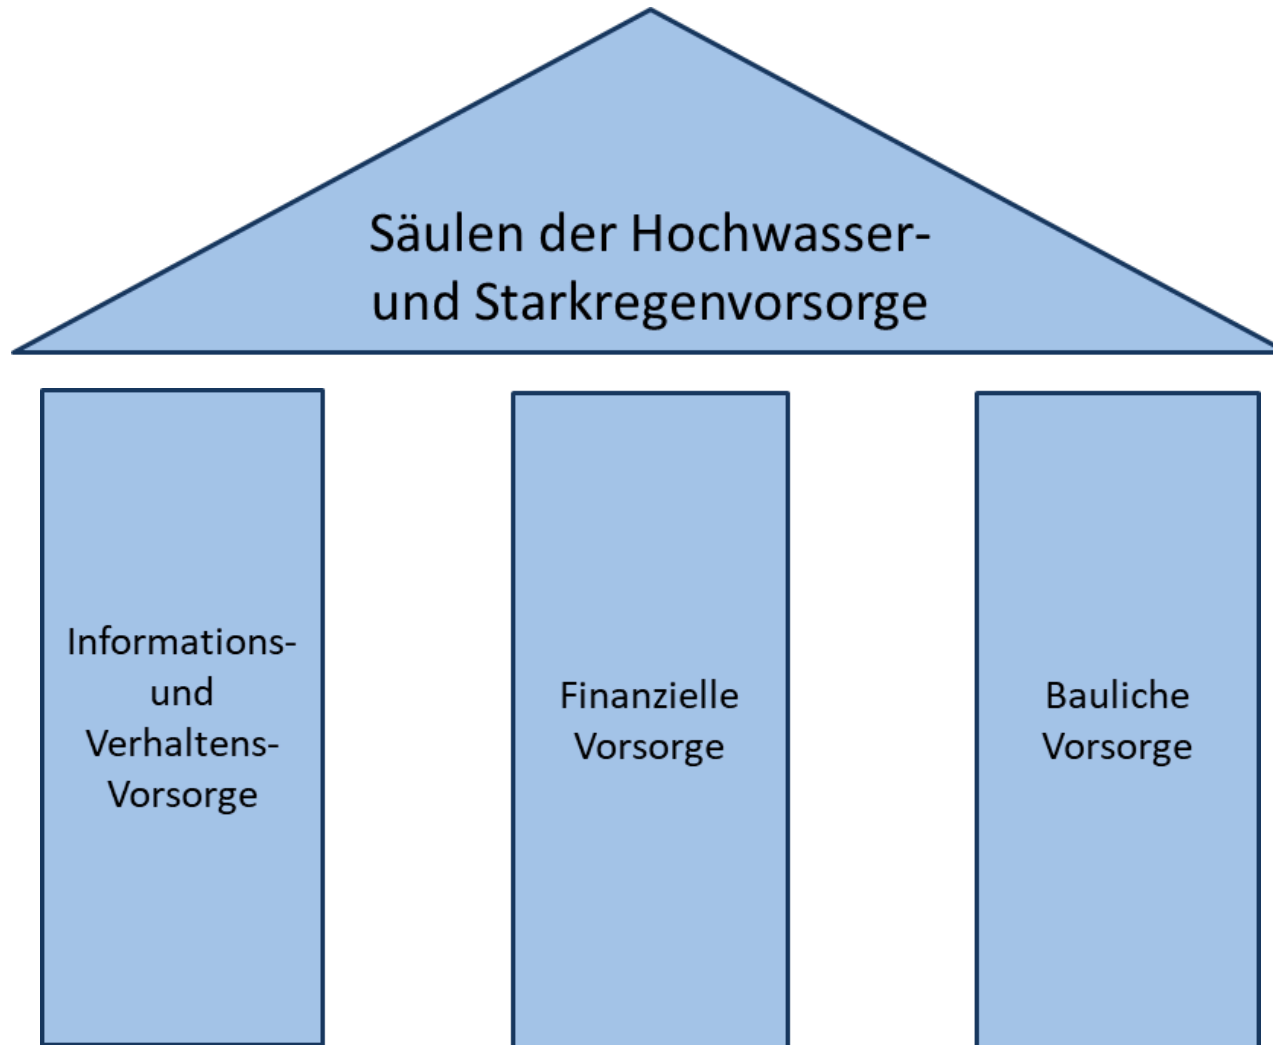 Säulen der Hochwasser-
und Starkregenvorsorge
Informations-
und
Verhaltens-
Vorsorge
Finanzielle
Vorsorge
Bauliche
Vorsorge